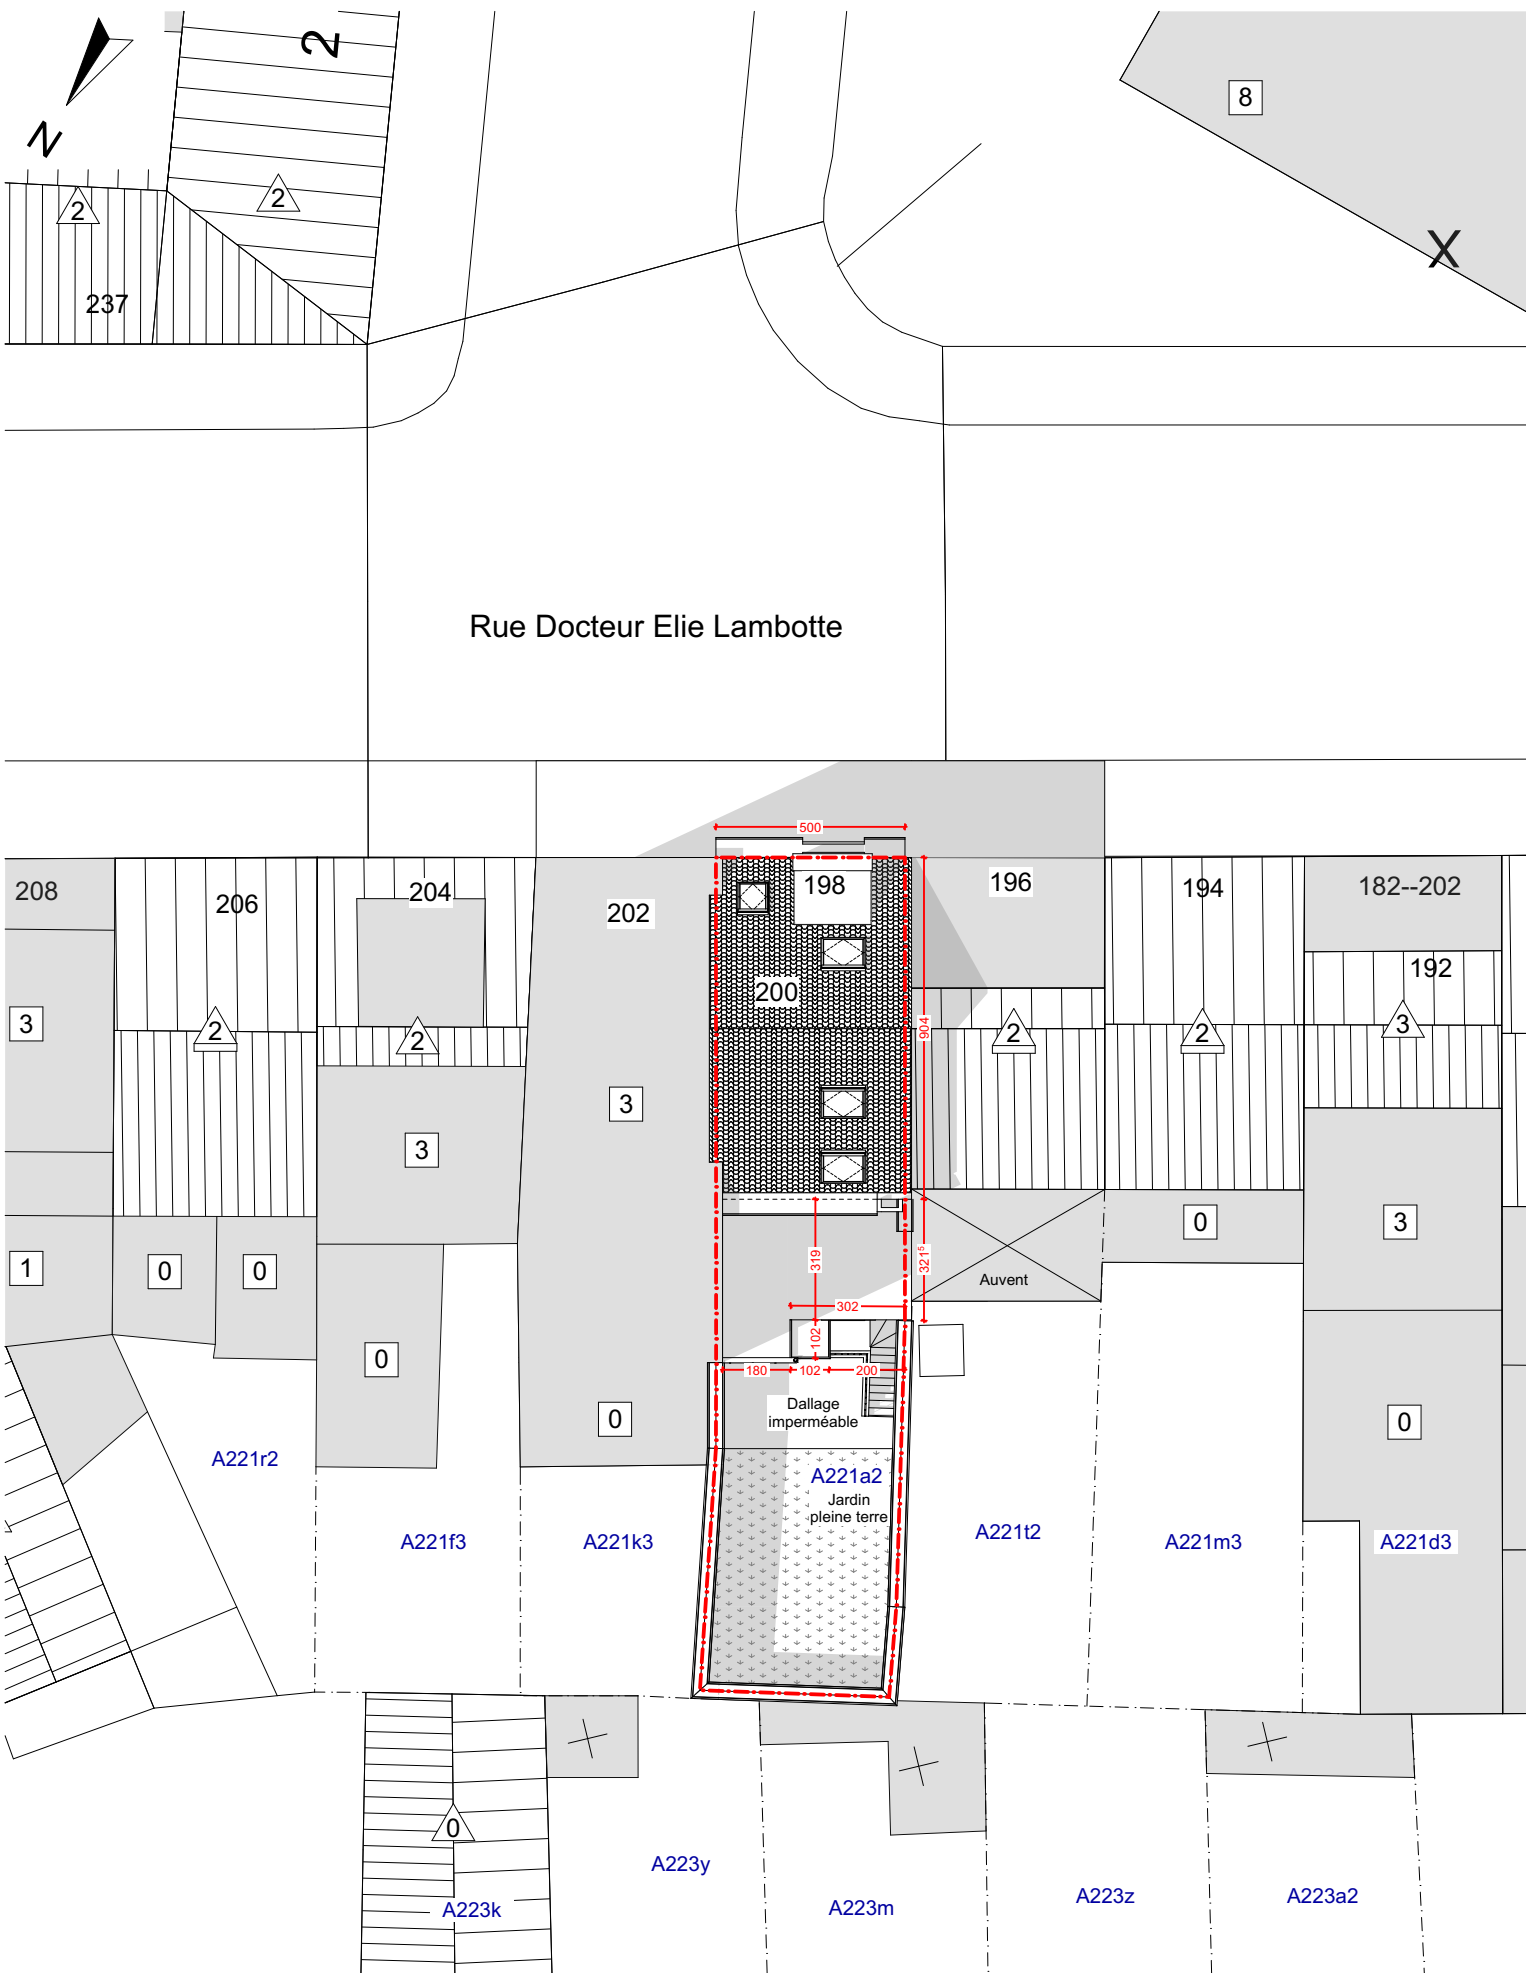 2
8
N
2
2
X
237
Rue Docteur Elie Lambotte
500
208
206
204
202
198
196
194
182--202
192
200
3
2
2
904
2
2
3
3
3
1
0
0
319
321⁵
0
3
Auvent
302
102
0
180
102
200
Dallage
imperméable
0
0
A221r2
A221a2
Jardin
pleine terre
A221f3
A221k3
A221t2
A221m3
A221d3
0
A223y
A223k
A223m
A223z
A223a2